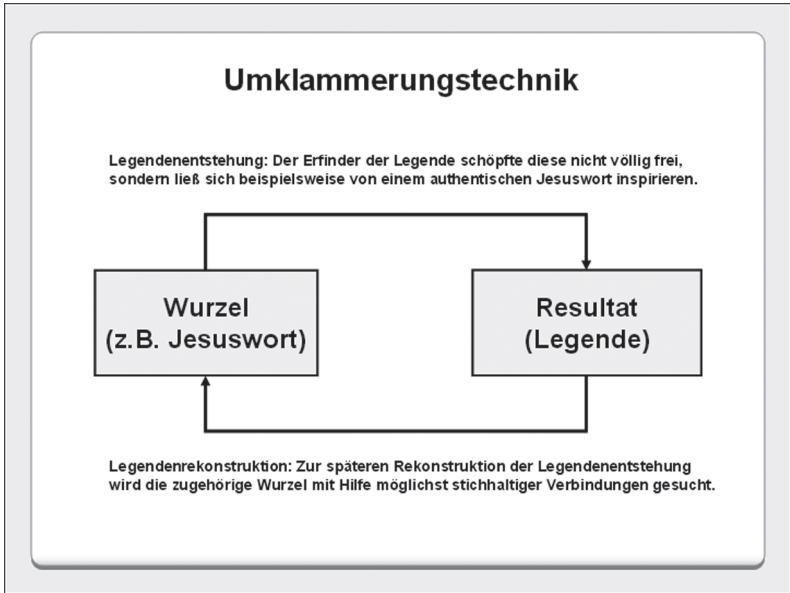 Umklammerungstechnik
Legendenentstehung: Der Erfinder der Legende schöpfte diese nicht völlig frei,
sondern ließ sich beispielsweise von einem authentischen Jesuswort inspirieren.
Wurzel
(z.B. Jesuswort)
Resultat
(Legende)
Legendenrekonstruktion: Zur späteren Rekonstruktion der Legendenentstehung
wird die zugehörige Wurzel mit Hilfe möglichst stichhaltiger Verbindungen gesucht.